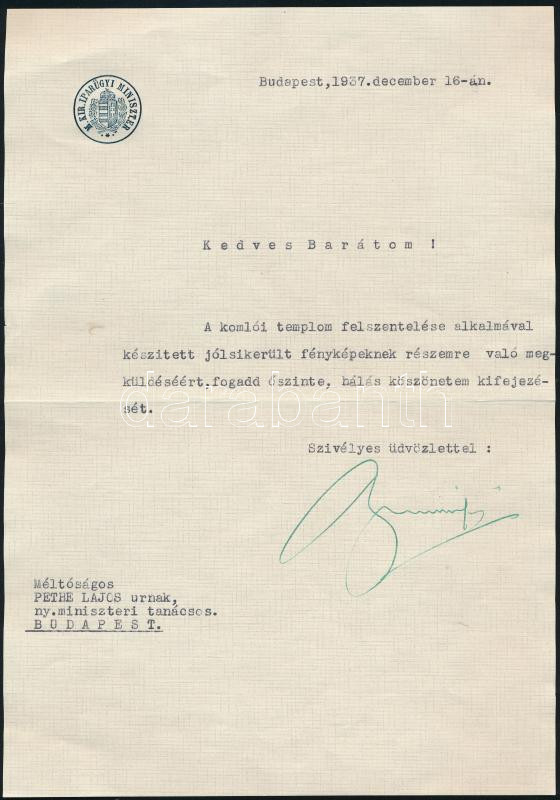 Budapest,1937.december 16-án.
M. KIR. IPARÜGYI MINISZTER
Kedves Barátom !
A komlói templom felszentelése alkalmával
készitett jólsikerült fényképeknek részemre való meg-
küldéséért.fogadd őszinte, hálás köszönetem kifejezé-
sét.
darabanth
Szivélyes üdvözlettel :
Méltóságos
PETHE LAJOS urnak,
ny.miniszteri tanácsos.
BUDAPEST.